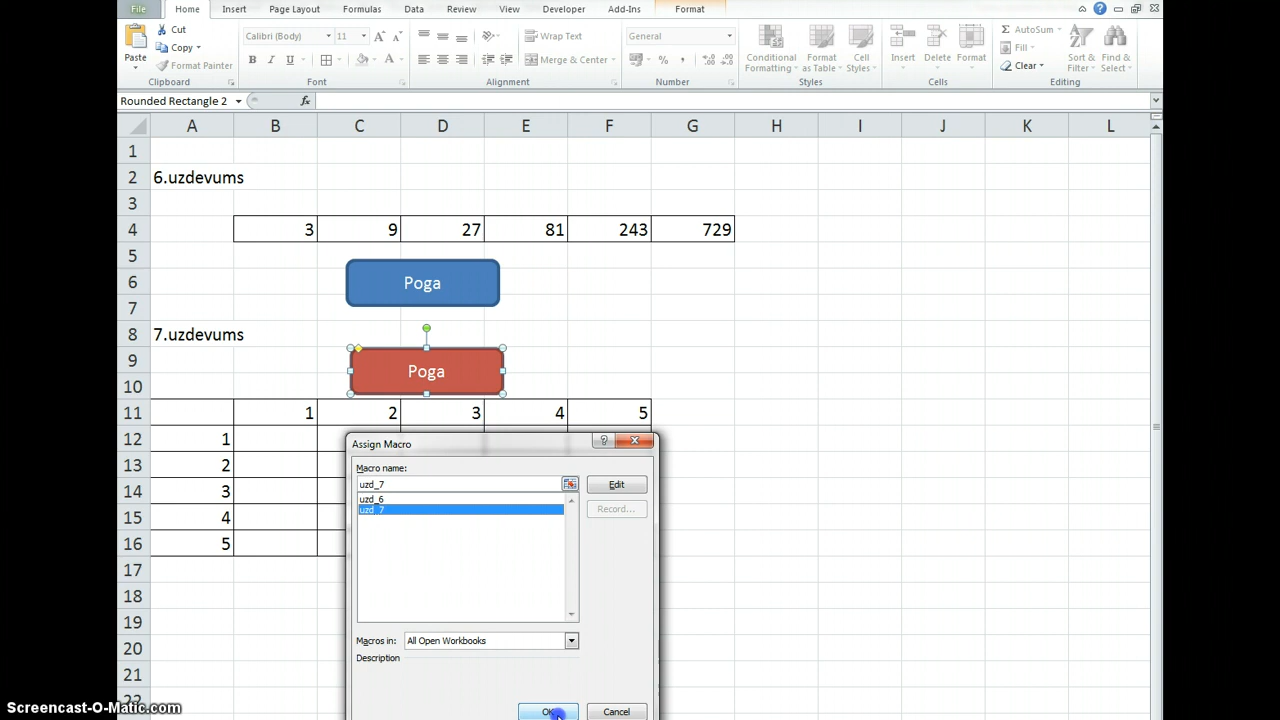 File Home Insert Page Layout Formulas Data Review View Developer Add-Ins Format
Paste
Cut
Copy
Format Painter
Clipboard
Calibri (Body) 11
B I U
Font
Wrap Text
Merge & Center
Alignment
General
Number
Conditional Formatting
Format as Table
Cell Styles
Styles
Insert Delete Format
Cells
AutoSum
Fill
Clear
Sort & Filter
Find & Select
Editing
Rounded Rectangle 2 fx
A B C D E F G H I J K L
1
2 6.uzdevums
3
4 3 9 27 81 243 729
5
6 Poga
7
8 7.uzdevums
9 Poga
10
11 1 2 3 4 5
12 1
13 2
14 3
15 4
16 5
17
18
19
20
21
22
Assign Macro
Macro name:
uzd_7
Edit
uzd_6
uzd_7
Record...
Macros in: All Open Workbooks
Description
OK Cancel
Screencast-O-Matic.com